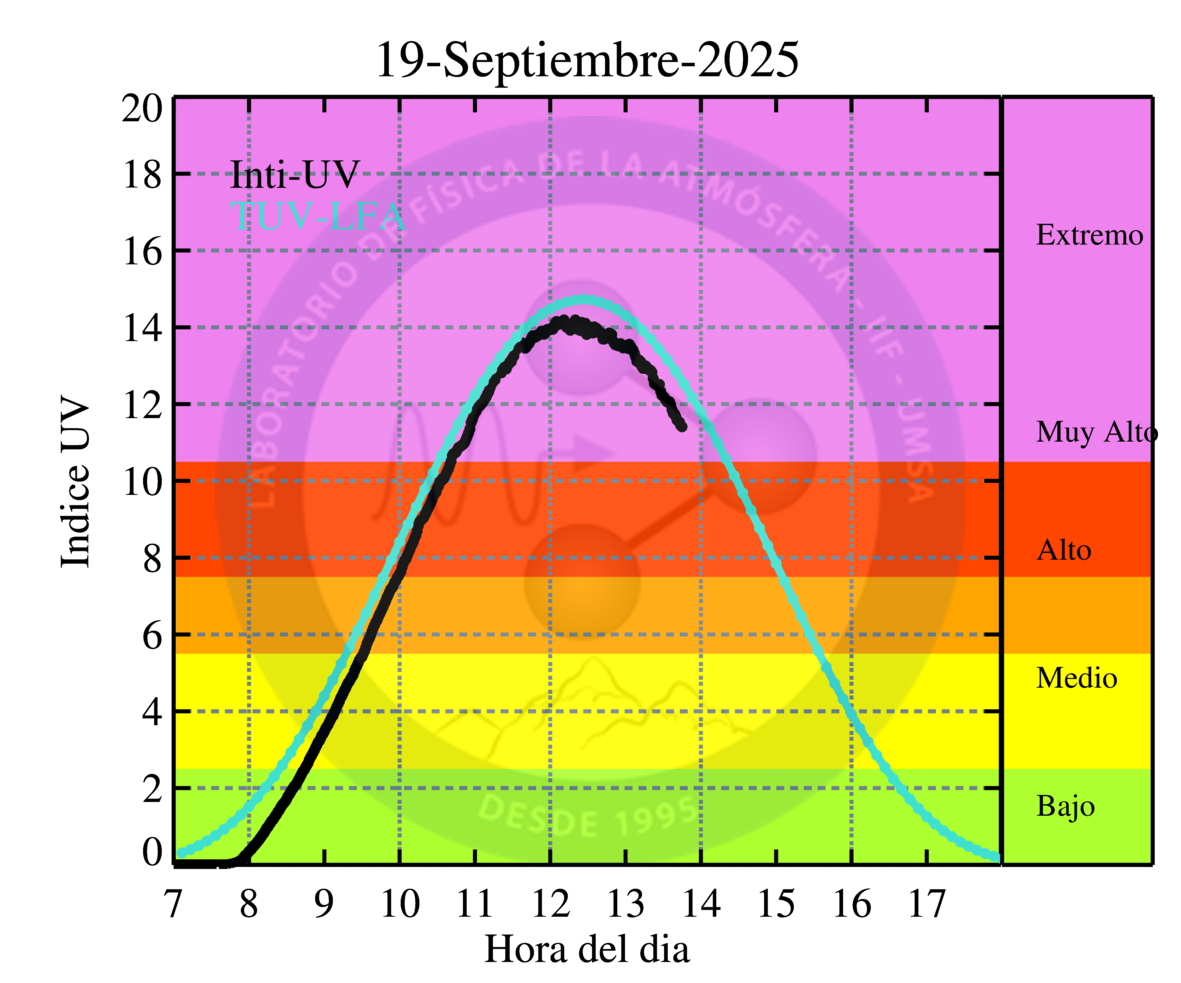 19-Septiembre-2025
Indice UV
20
18
16
14
12
10
8
6
4
2
0
Inti-UV
TUV-LFA
LABORATORIO DE FÍSICA DE LA ATMÓSFERA - IIF - UMSA
DESDE 1995
Extremo
Muy Alto
Alto
Medio
Bajo
7 8 9 10 11 12 13 14 15 16 17
Hora del dia